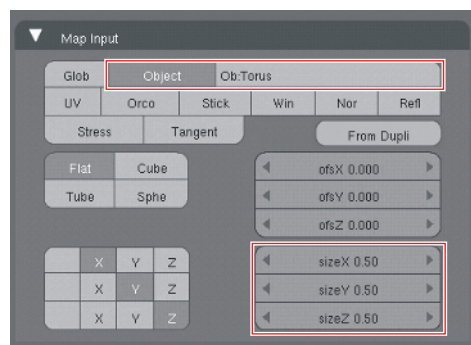 Map Input
Glob Object Ob:Torus
UV Orco Stick Win Nor Refl
Stress Tangent From Dupli
Flat Cube ofsX 0.000
Tube Sphe ofsY 0.000
ofsZ 0.000
X Y Z sizeX 0.50
X Y Z sizeY 0.50
X Y Z sizeZ 0.50